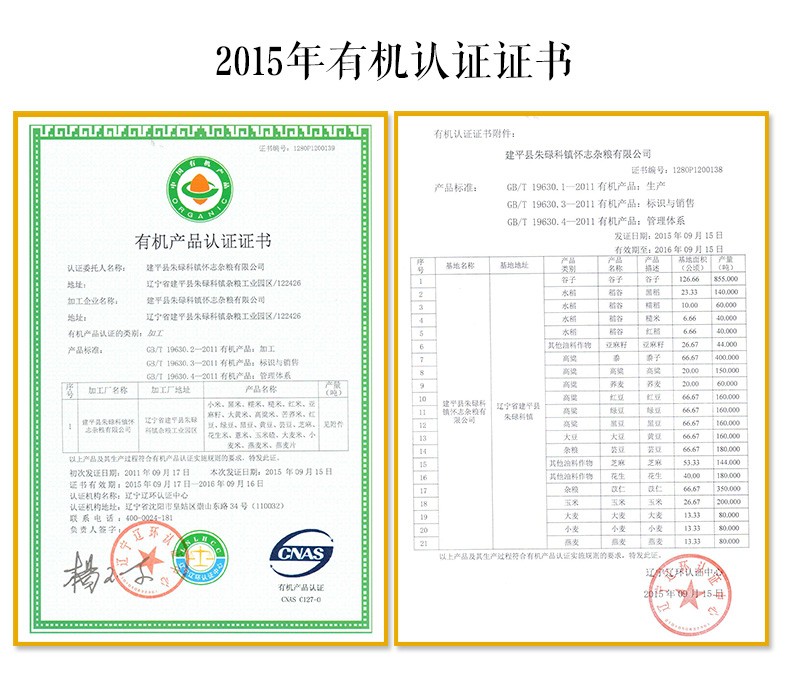 2015年有机认证证书
证书编号：1280P1200139
中国有机产品
ORGANIC
有机产品认证证书
认证委托人名称： 建平县朱碌科镇怀志杂粮有限公司
地址： 辽宁省建平县朱碌科镇杂粮工业园区/122426
加工企业名称： 建平县朱碌科镇怀志杂粮有限公司
地址： 辽宁省建平县朱碌科镇杂粮工业园区/122426
有机产品认证的类别：加工
产品标准： GB/T 19630.2—2011 有机产品：加工
GB/T 19630.3—2011 有机产品：标识与销售
GB/T 19630.4—2011 有机产品：管理体系
序号 加工厂名称 加工厂地址 产品名称 产量（吨）
1 建平县朱碌科镇怀志杂粮有限公司 辽宁省建平县朱碌科镇杂粮工业园区 小米、黑米、糯米、糙米、红米、亚麻籽、大黄米、高粱米、苦荞米、红豆、绿豆、黑豆、黄豆、芸豆、芝麻、花生米、薏米、玉米碴、大麦米、小麦米、燕麦米、燕麦片 见附件
以上产品及其生产过程符合有机产品认证实施规则的要求，特发此证。
初次发证日期：2011 年 09 月 17 日 本次发证日期：2015 年 09 月 15 日
证书有效期：2015 年 09 月 17 日—2016 年 09 月 16 日
认证机构名称：辽宁辽环认证中心
认证机构地址：辽宁省沈阳市皇姑区崇山东路 34 号（110032）
联系电话：400-0024-181
负责人签字：
辽宁辽环认证中心
LNLHCC
辽宁辽环认证中心
CNAS
有机产品认证
CNAS C127-O
有机认证证书附件：
建平县朱碌科镇怀志杂粮有限公司
证书编号：1280P1200138
产品标准： GB/T 19630.1—2011 有机产品：生产
GB/T 19630.3—2011 有机产品：标识与销售
GB/T 19630.4—2011 有机产品：管理体系
发证日期：2015 年 09 月 15 日
有效期至：2016 年 09 月 15 日
序号 基地名称 基地地址 产品类别 产品名称 产品描述 基地面积（公顷） 产量（吨）
建平县朱碌科镇怀志杂粮有限公司 辽宁省建平县朱碌科镇
1 谷子 谷子 谷子 126.66 855.000
2 水稻 稻谷 黑稻 23.33 140.000
3 水稻 稻谷 糯稻 10.00 60.000
4 水稻 稻谷 糙米 6.66 40.000
5 水稻 稻谷 红稻 6.66 40.000
6 其他油料作物 亚麻籽 亚麻籽 26.67 44.000
7 高粱 黍 黍子 66.67 400.000
8 高粱 高粱 高粱 20.00 150.000
9 高粱 荞麦 荞麦 20.00 60.000
10 高粱 红豆 红豆 66.67 160.000
11 高粱 绿豆 绿豆 66.67 160.000
12 高粱 黑豆 黑豆 66.67 160.000
13 大豆 大豆 黄豆 66.67 160.000
14 杂粮 芸豆 芸豆 66.67 180.000
15 其他油料作物 芝麻 芝麻 53.33 144.000
16 其他油料作物 花生 花生 40.00 180.000
17 杂粮 苡仁 苡仁 66.67 350.000
18 玉米 玉米 玉米 26.67 200.000
19 大麦 大麦 大麦 13.33 80.000
20 小麦 小麦 小麦 13.33 80.000
21 燕麦 燕麦 燕麦 13.33 80.000
以上产品及其生产过程符合有机产品认证实施规则的要求，特发此证。
辽宁辽环认证中心
2015 年 09 月 15 日
辽宁辽环认证中心